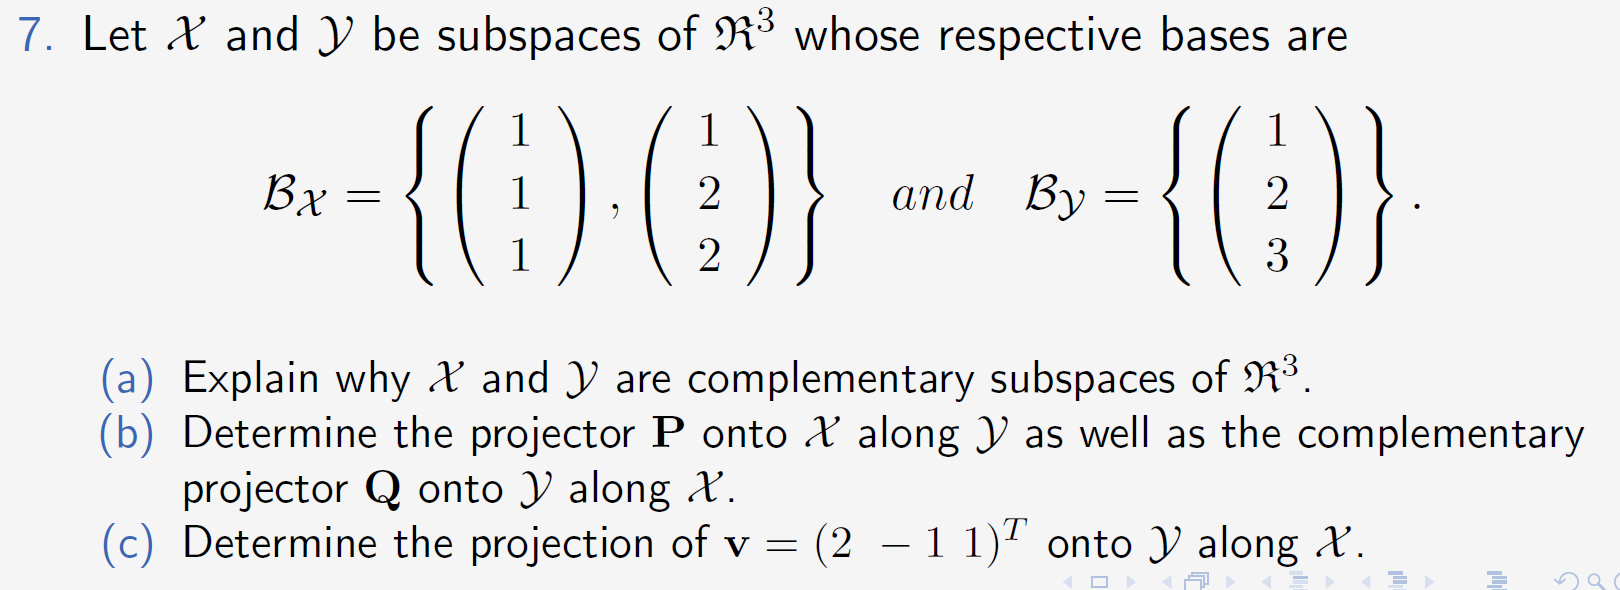 7. Let 𝒳 and 𝒴 be subspaces of ℜ³ whose respective bases are
ℬ_𝒳 = { ( 1 1 1 ), ( 1 2 2 ) } and ℬ_𝒴 = { ( 1 2 3 ) }.
(a) Explain why 𝒳 and 𝒴 are complementary subspaces of ℜ³.
(b) Determine the projector P onto 𝒳 along 𝒴 as well as the complementary
projector Q onto 𝒴 along 𝒳.
(c) Determine the projection of v = (2 −1 1)ᵀ onto 𝒴 along 𝒳.